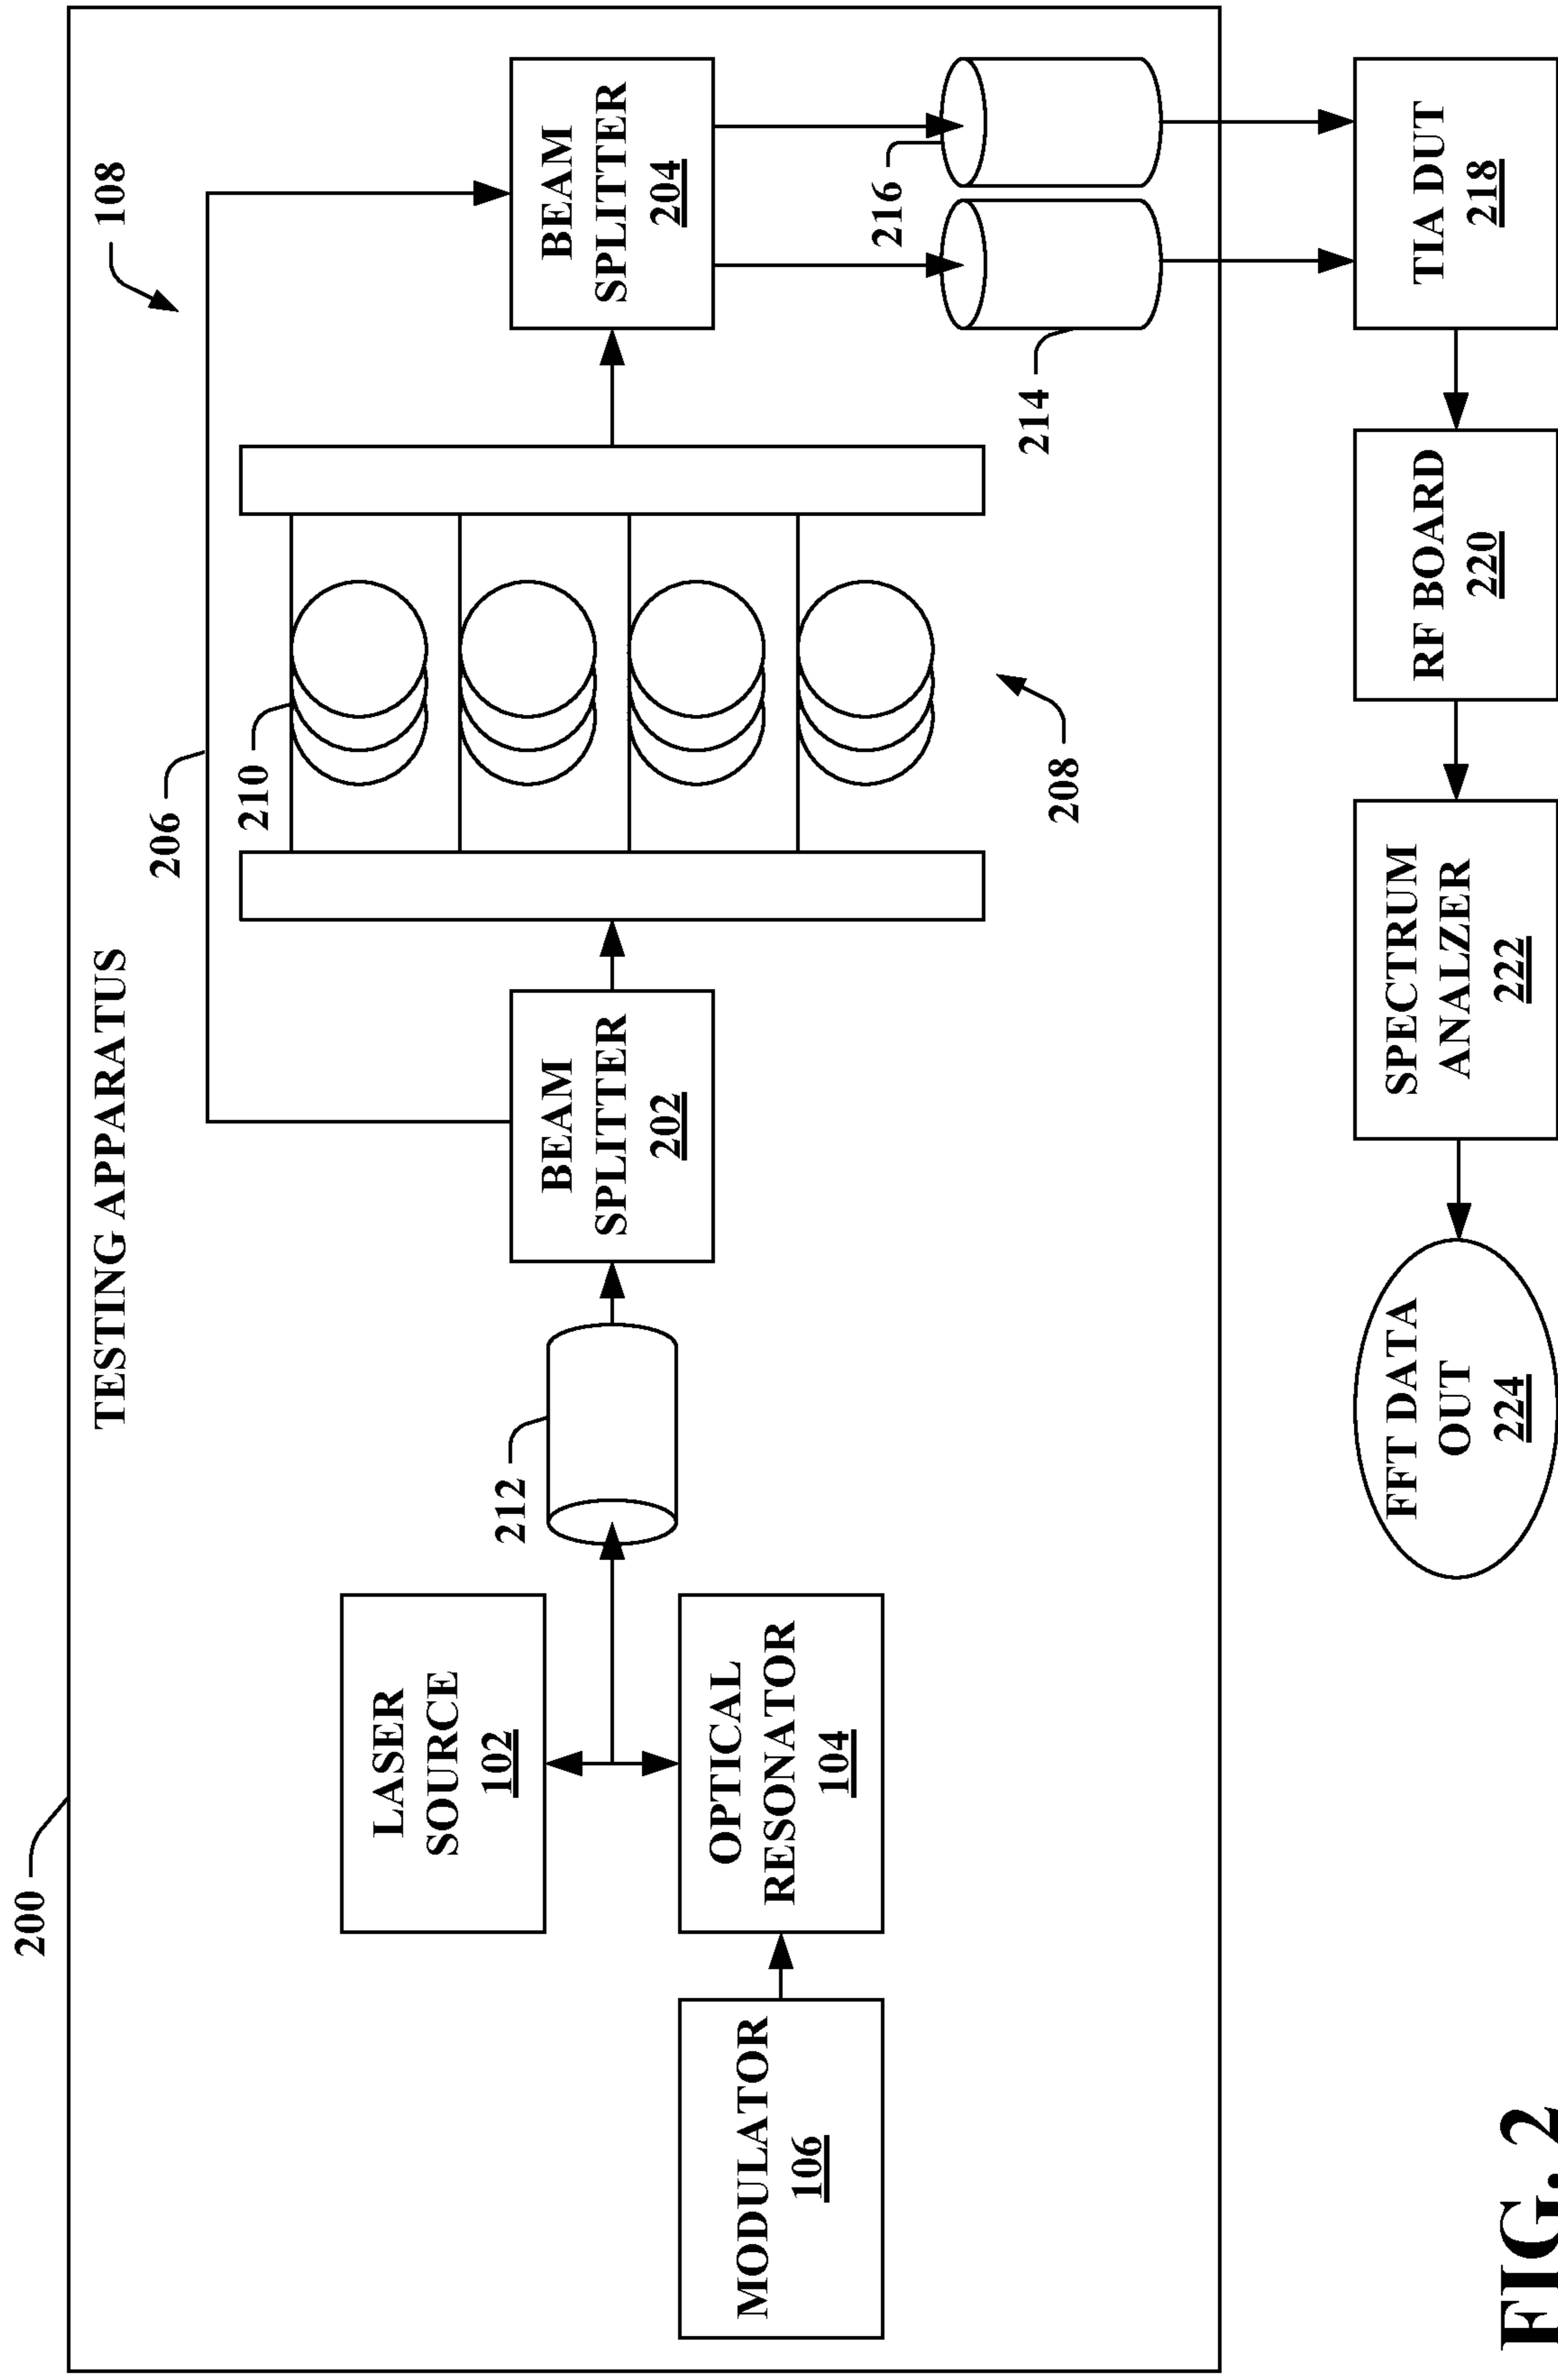 200
TESTING APPARATUS
108
206
LASER
SOURCE
102
212
BEAM
SPLITTER
202
210
BEAM
SPLITTER
204
MODULATOR
106
OPTICAL
RESONATOR
104
208
214
216
FFT DATA
OUT
224
SPECTRUM
ANALZER
222
RF BOARD
220
TIA DUT
218
FIG. 2